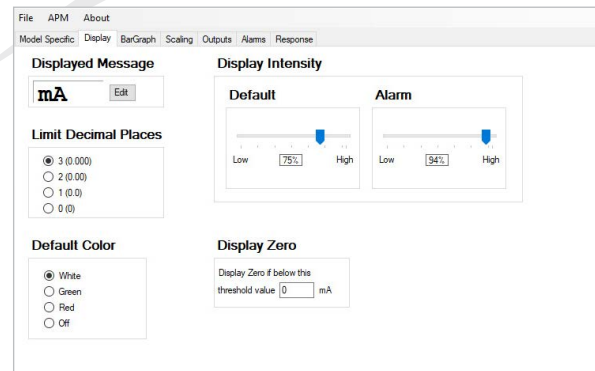 File APM About
Model Specific Display BarGraph Scaling Outputs Alarms Response
Displayed Message
mA Edit
Limit Decimal Places
3 (0.000)
2 (0.00)
1 (0.0)
0 (0)
Default Color
White
Green
Red
Off
Display Intensity
Default
Low 75% High
Alarm
Low 94% High
Display Zero
Display Zero if below this
threshold value 0 mA